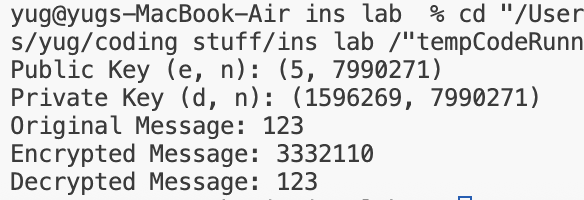 yug@yugs-MacBook-Air ins lab  % cd "/User
s/yug/coding stuff/ins lab /"tempCodeRunn
Public Key (e, n): (5, 7990271)
Private Key (d, n): (1596269, 7990271)
Original Message: 123
Encrypted Message: 3332110
Decrypted Message: 123